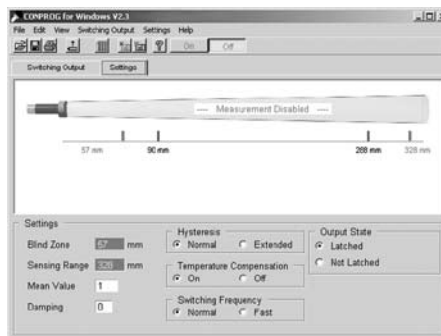 CONPROG for Windows V2.3
File Edit View Switching Output Settings Help
On Off
Switching Output Settings
Measurement Disabled
57 mm 90 mm 288 mm 328 mm
Settings
Blind Zone 57 mm
Sensing Range 328 mm
Mean Value 1
Damping 0
Hysteresis
Normal Extended
Temperature Compensation
On Off
Switching Frequency
Normal Fast
Output State
Latched
Not Latched